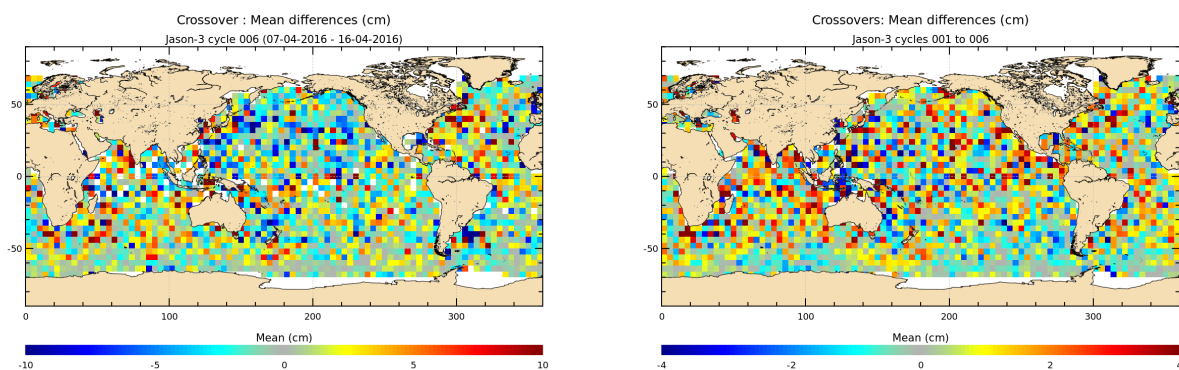 Crossover : Mean differences (cm)
Jason-3 cycle 006 (07-04-2016 - 16-04-2016)
50
0
-50
0 100 200 300
Mean (cm)
-10 -5 0 5 10
Crossovers: Mean differences (cm)
Jason-3 cycles 001 to 006
50
0
-50
0 100 200 300
Mean (cm)
-4 -2 0 2 4